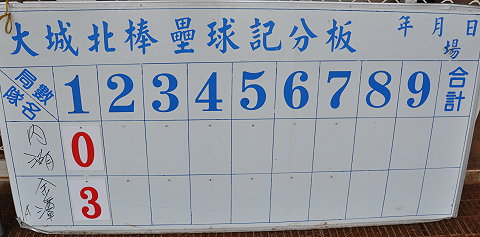 大城北棒壘球記分板 年 月 日
場
局數 隊名 1 2 3 4 5 6 7 8 9 合計
內湖 0
3